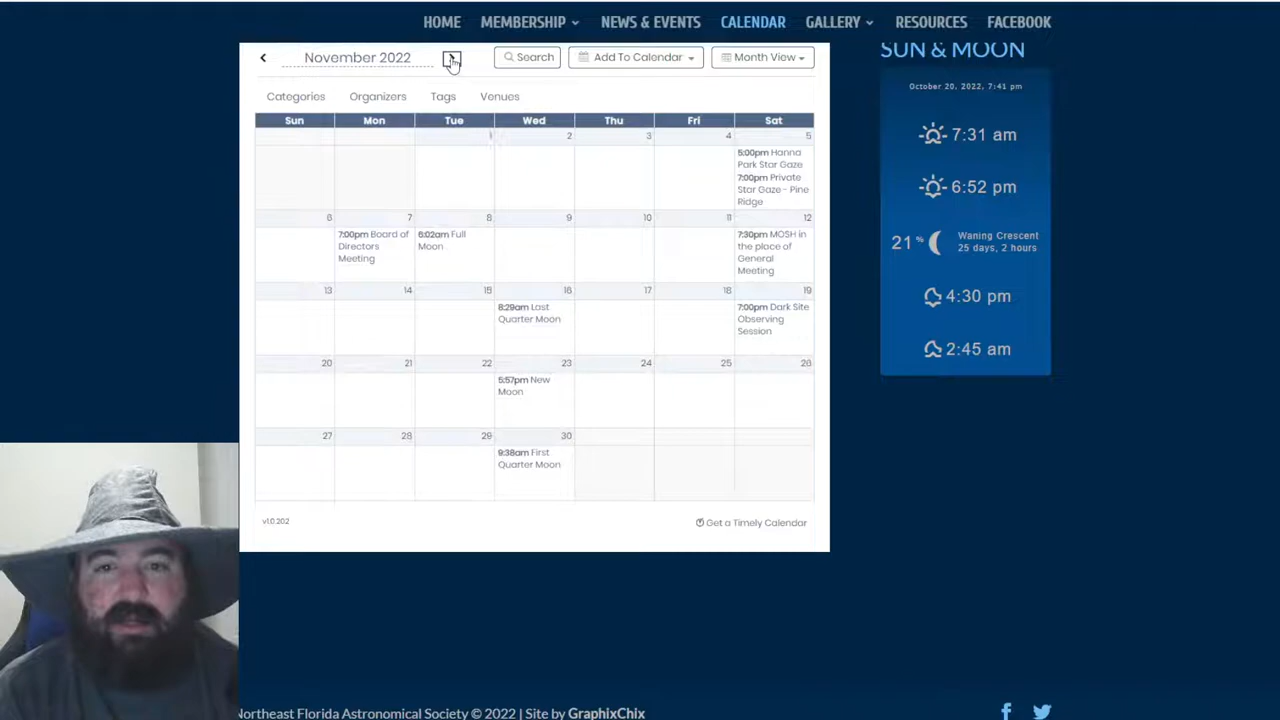 HOME MEMBERSHIP NEWS & EVENTS CALENDAR GALLERY RESOURCES FACEBOOK
November 2022 Search Add To Calendar Month View
Categories Organizers Tags Venues
Sun Mon Tue Wed Thu Fri Sat
1 2 3 4 5
5:00pm Hanna
Park Star Gaze
7:00pm Private
Star Gaze - Pine
Ridge
6 7 8 9 10 11 12
7:00pm Board of
Directors
Meeting
6:02am Full
Moon
7:30pm MOSH in
the place of
General
Meeting
13 14 15 16 17 18 19
8:29am Last
Quarter Moon
7:00pm Dark Site
Observing
Session
20 21 22 23 24 25 26
5:57pm New
Moon
27 28 29 30
9:38am First
Quarter Moon
v1.0.202
Get a Timely Calendar
SUN & MOON
October 20, 2022, 7:41 pm
7:31 am
6:52 pm
21 %
Waning Crescent
25 days, 2 hours
4:30 pm
2:45 am
Northeast Florida Astronomical Society © 2022 | Site by GraphixChix